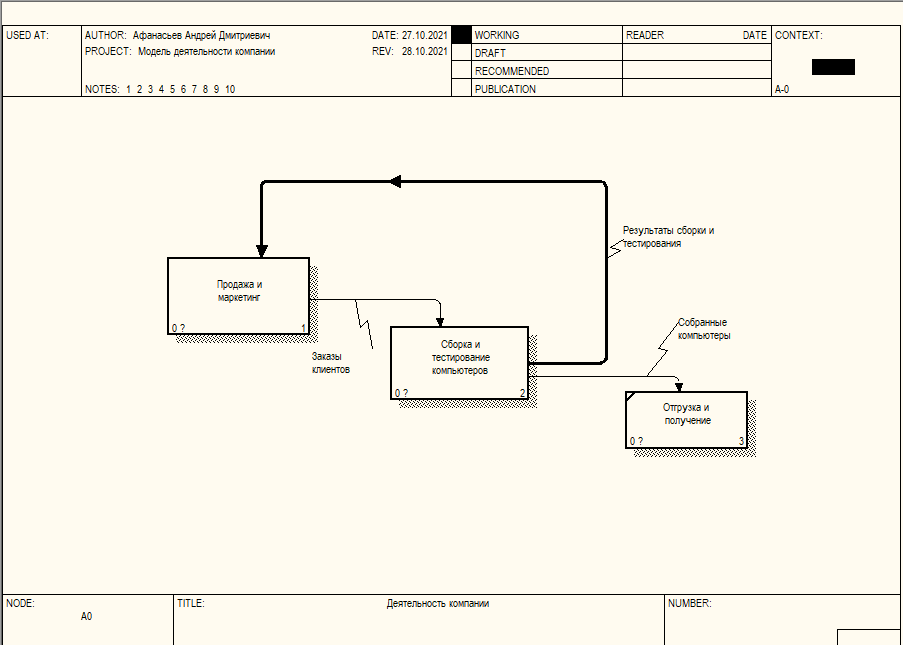 USED AT:
AUTHOR: Афанасьев Андрей Дмитриевич
DATE: 27.10.2021
PROJECT: Модель деятельности компании
REV: 28.10.2021
NOTES: 1 2 3 4 5 6 7 8 9 10
WORKING
DRAFT
RECOMMENDED
PUBLICATION
READER
DATE
CONTEXT:
A-0
Результаты сборки и
тестирования
Продажа и
маркетинг
0 ?
1
Заказы
клиентов
Сборка и
тестирование
компьютеров
0 ?
2
Собранные
компьютеры
Отгрузка и
получение
0 ?
3
NODE:
A0
TITLE:
Деятельность компании
NUMBER: